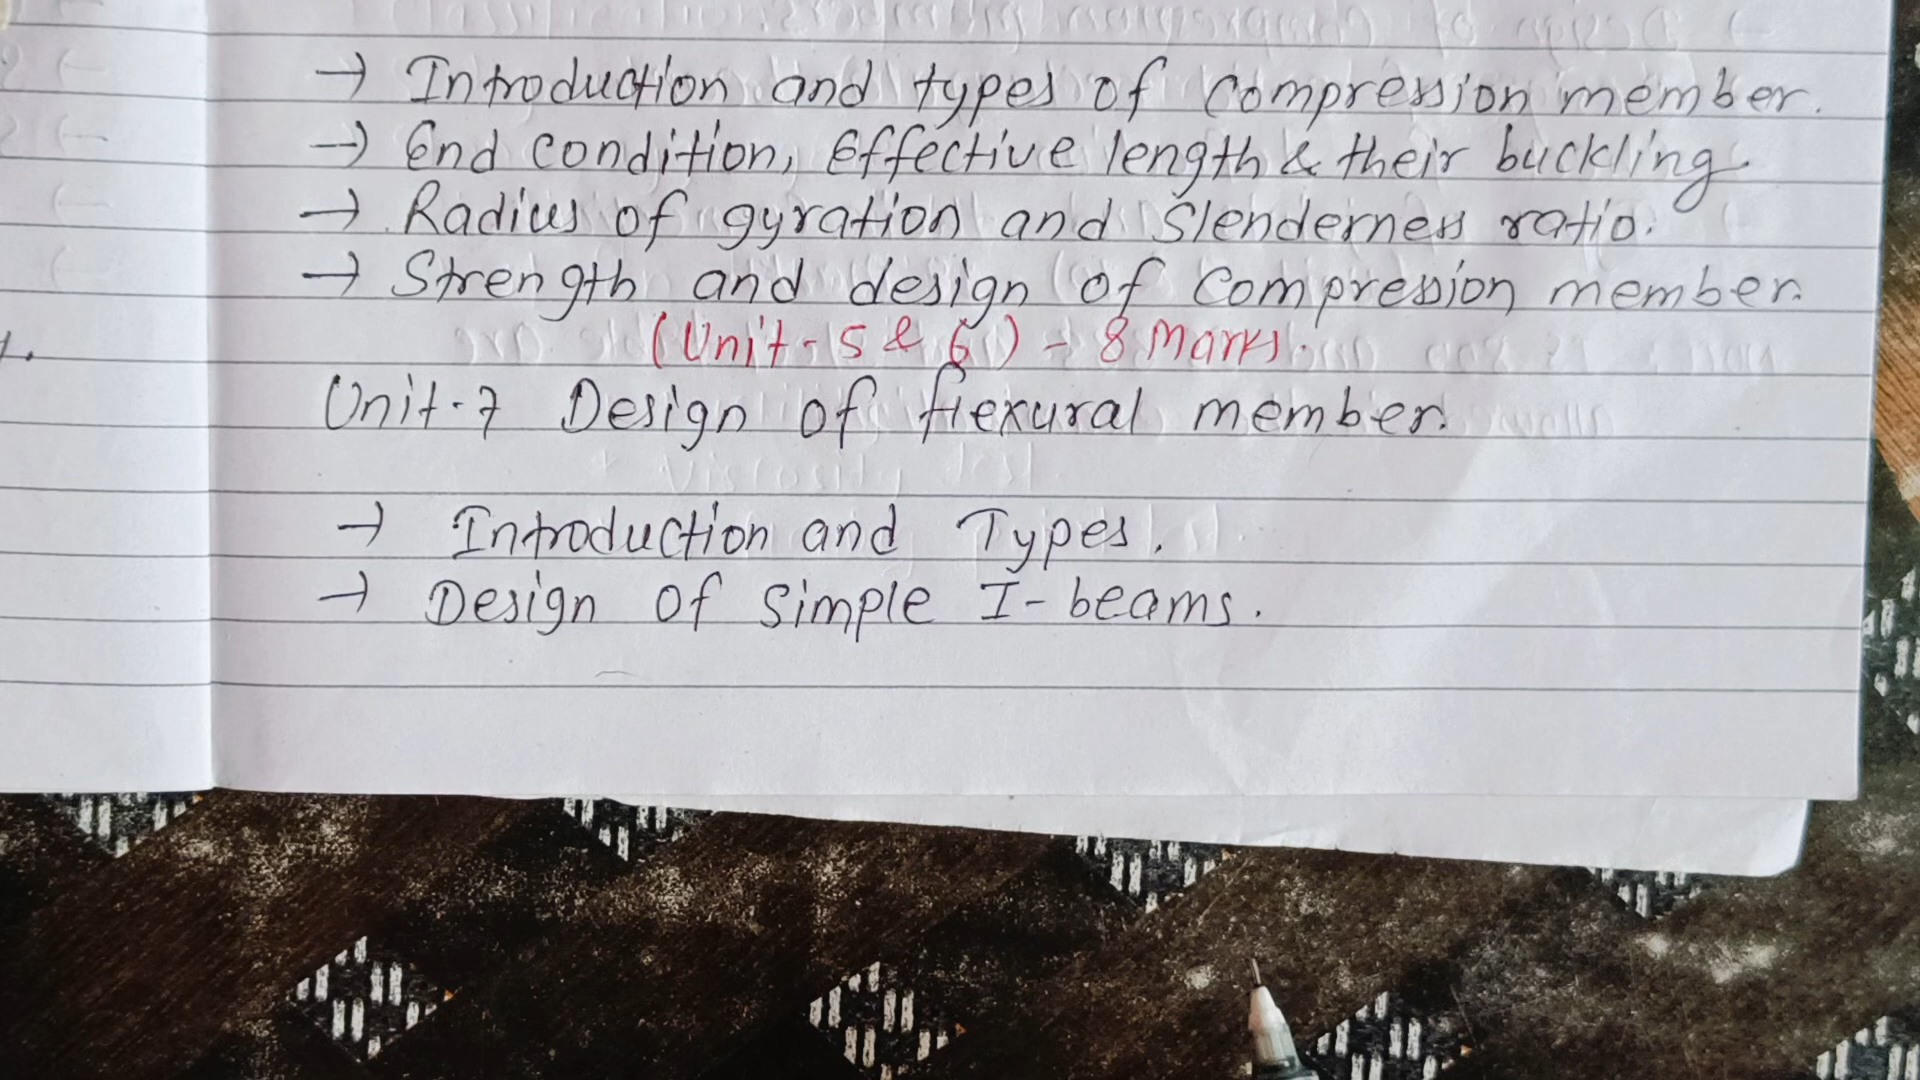 → Introduction and types of Compression member.
→ End condition, Effective length & their buckling
→ Radius of gyration and Slenderness ratio.
→ Strength and design of Compression member.
(Unit-5 & 6) - 8 Marks.
Unit-7 Design of flexural member.
→ Introduction and Types.
→ Design of Simple I-beams.